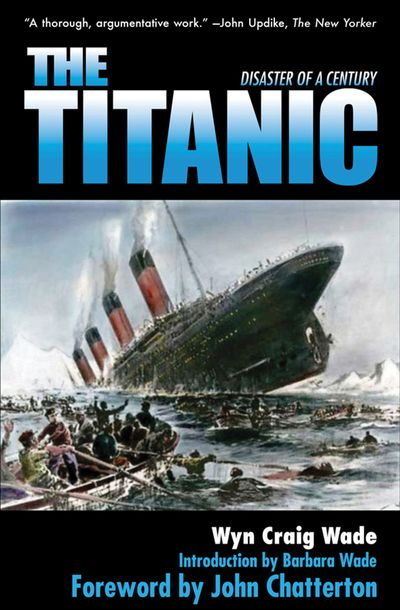 “A thorough, argumentative work.” —John Updike, The New Yorker
THE
DISASTER OF A CENTURY
TITANIC
Wyn Craig Wade
Introduction by Barbara Wade
Foreword by John Chatterton